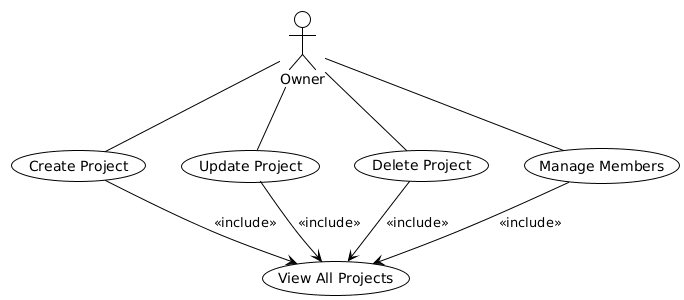 Owner
Create Project
Update Project
Delete Project
Manage Members
«include»
«include»
«include»
«include»
View All Projects